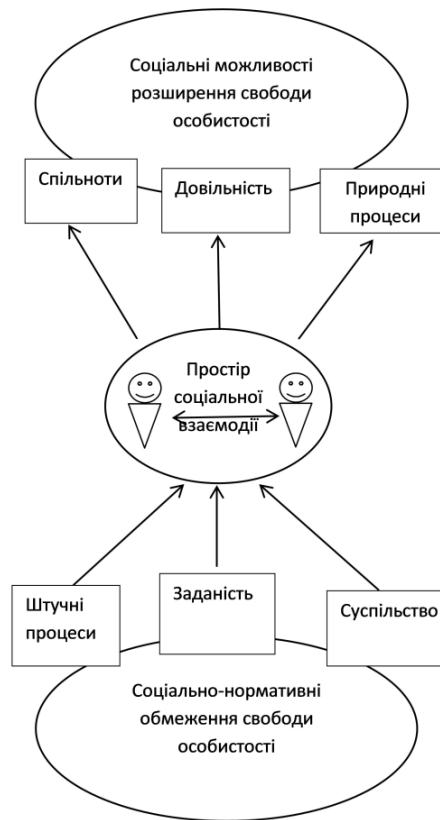 Соціальні можливості
розширення свободи
особистості
Спільноти
Довільність
Природні
процеси
Простір
соціальної
взаємодії
Штучні
процеси
Заданість
Суспільство
Соціально-нормативні
обмеження свободи
особистості